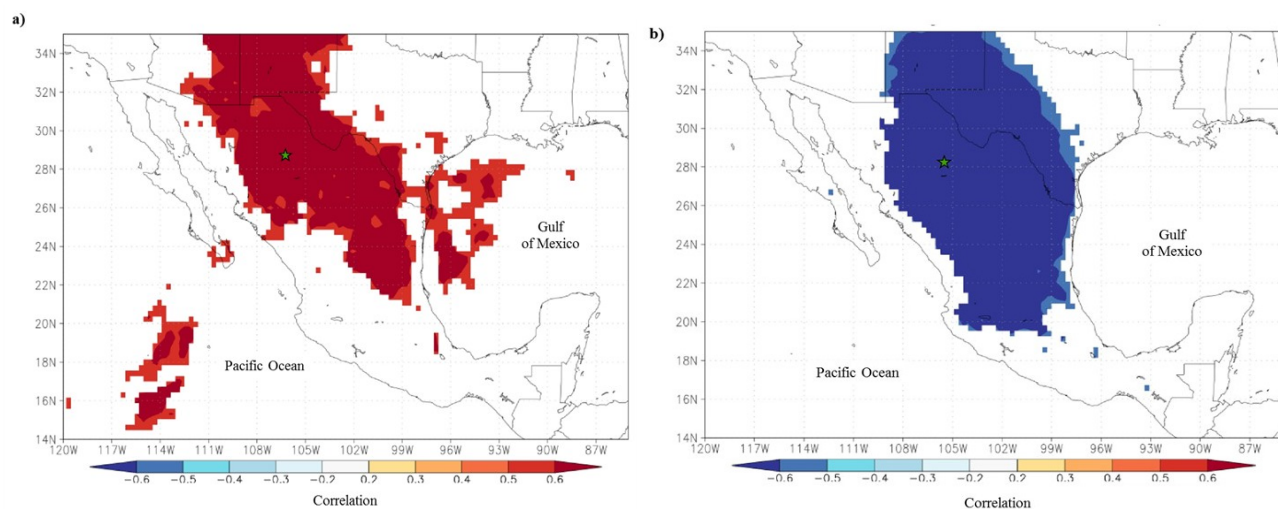 a)
34N
32N
30N
28N
26N
24N
22N
20N
18N
16N
14N
Gulf
of Mexico
Pacific Ocean
120W 117W 114W 111W 108W 105W 102W 99W 96W 93W 90W 87W
−0.6 −0.5 −0.4 −0.3 −0.2 0.2 0.3 0.4 0.5 0.6
Correlation
b)
34N
32N
30N
28N
26N
24N
22N
20N
18N
16N
14N
Gulf
of Mexico
Pacific Ocean
120W 117W 114W 111W 108W 105W 102W 99W 96W 93W 90W 87W
−0.6 −0.5 −0.4 −0.3 −0.2 0.2 0.3 0.4 0.5 0.6
Correlation